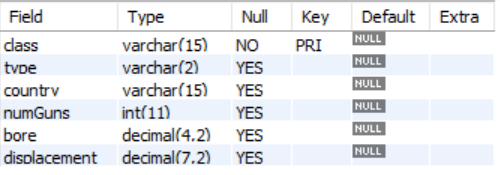 Field Type Null Key Default Extra
class varchar(15) NO PRI NULL
type varchar(2) YES NULL
country varchar(15) YES NULL
numGuns int(11) YES NULL
bore decimal(4,2) YES NULL
displacement decimal(7,2) YES NULL